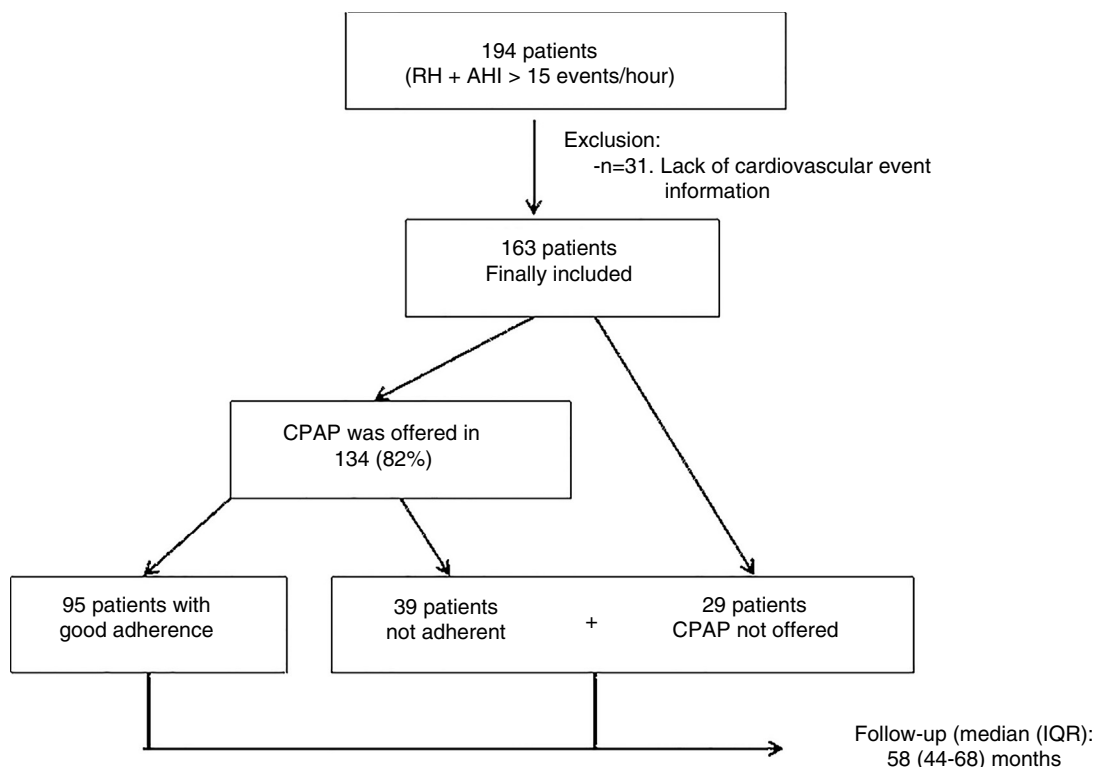 194 patients
(RH + AHI > 15 events/hour)
Exclusion:
-n=31. Lack of cardiovascular event
information
163 patients
Finally included
CPAP was offered in
134 (82%)
95 patients with
good adherence
39 patients
not adherent
+
29 patients
CPAP not offered
Follow-up (median (IQR):
58 (44-68) months